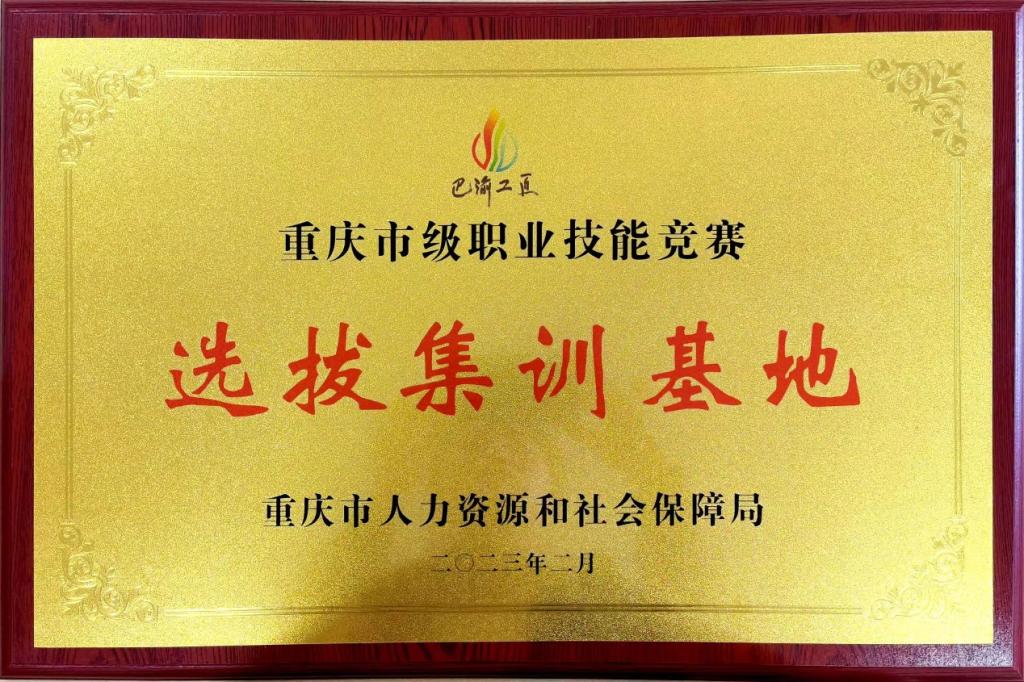 巴渝工匠
重庆市级职业技能竞赛
选拔集训基地
重庆市人力资源和社会保障局
二〇二三年二月